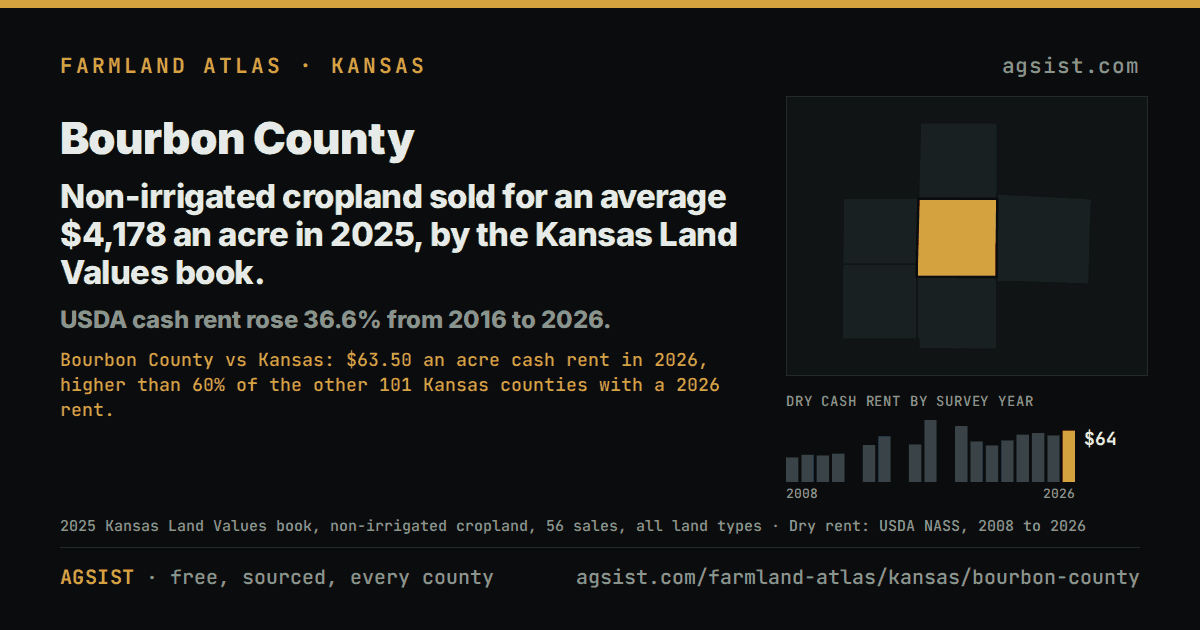 FARMLAND ATLAS · KANSAS
agsist.com
Bourbon County
Non-irrigated cropland sold for an average
$4,178 an acre in 2025, by the Kansas Land
Values book.
USDA cash rent rose 36.6% from 2016 to 2026.
Bourbon County vs Kansas: $63.50 an acre cash rent in 2026,
higher than 60% of the other 101 Kansas counties with a 2026
rent.
DRY CASH RENT BY SURVEY YEAR
$64
2008
2026
2025 Kansas Land Values book, non-irrigated cropland, 56 sales, all land types · Dry rent: USDA NASS, 2008 to 2026
AGSIST · free, sourced, every county
agsist.com/farmland-atlas/kansas/bourbon-county